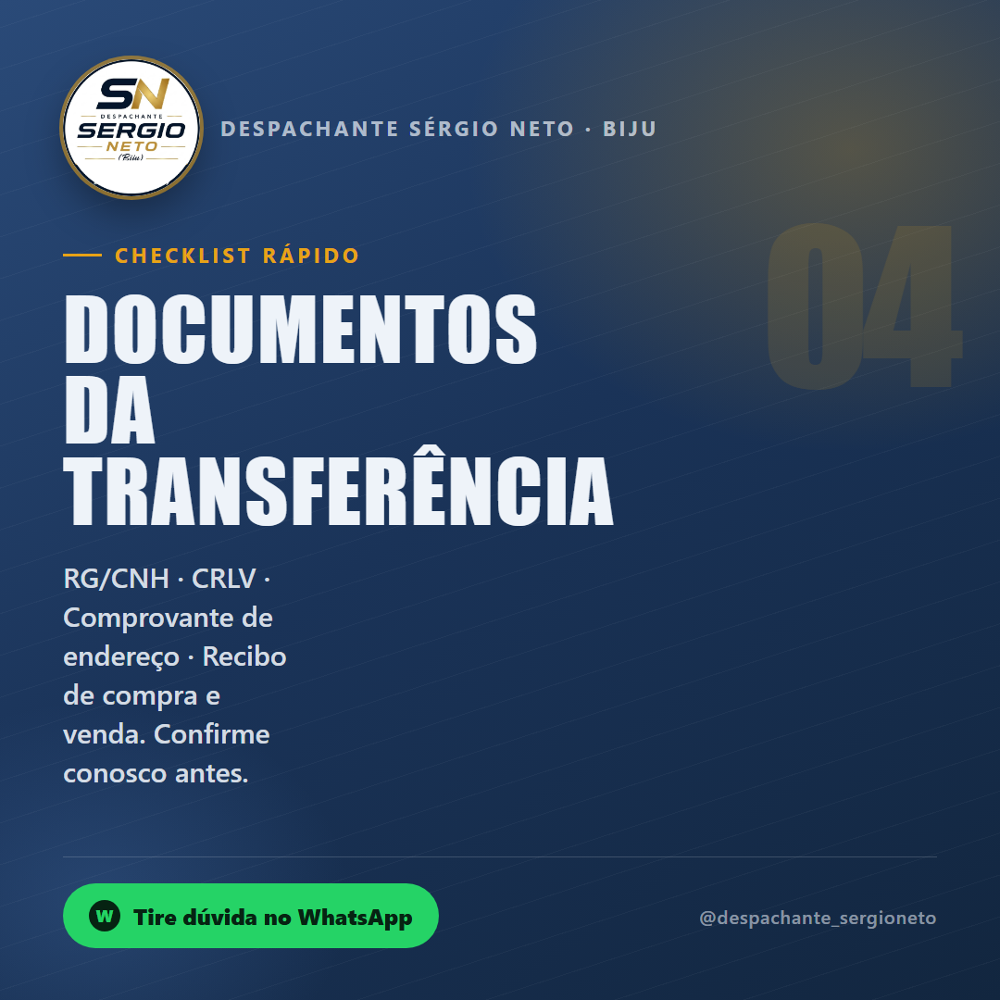 SN
DESPACHANTE
SERGIO
NETO
(Biju)
DESPACHANTE SÉRGIO NETO · BIJU
04
CHECKLIST RÁPIDO
DOCUMENTOS
DA
TRANSFERÊNCIA
RG/CNH · CRLV ·
Comprovante de
endereço · Recibo
de compra e
venda. Confirme
conosco antes.
W Tire dúvida no WhatsApp
@despachante_sergioneto